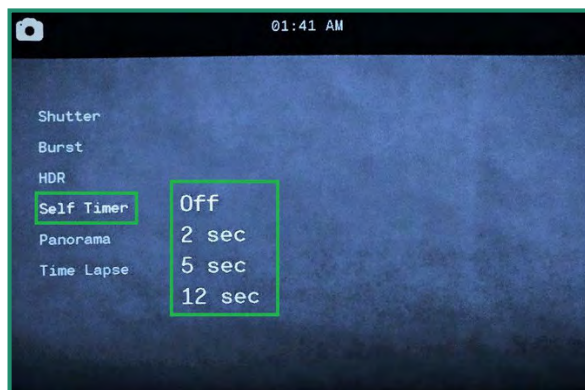 01:41 AM
Shutter
Burst
HDR
Self Timer
Panorama
Time Lapse
Off
2 sec
5 sec
12 sec